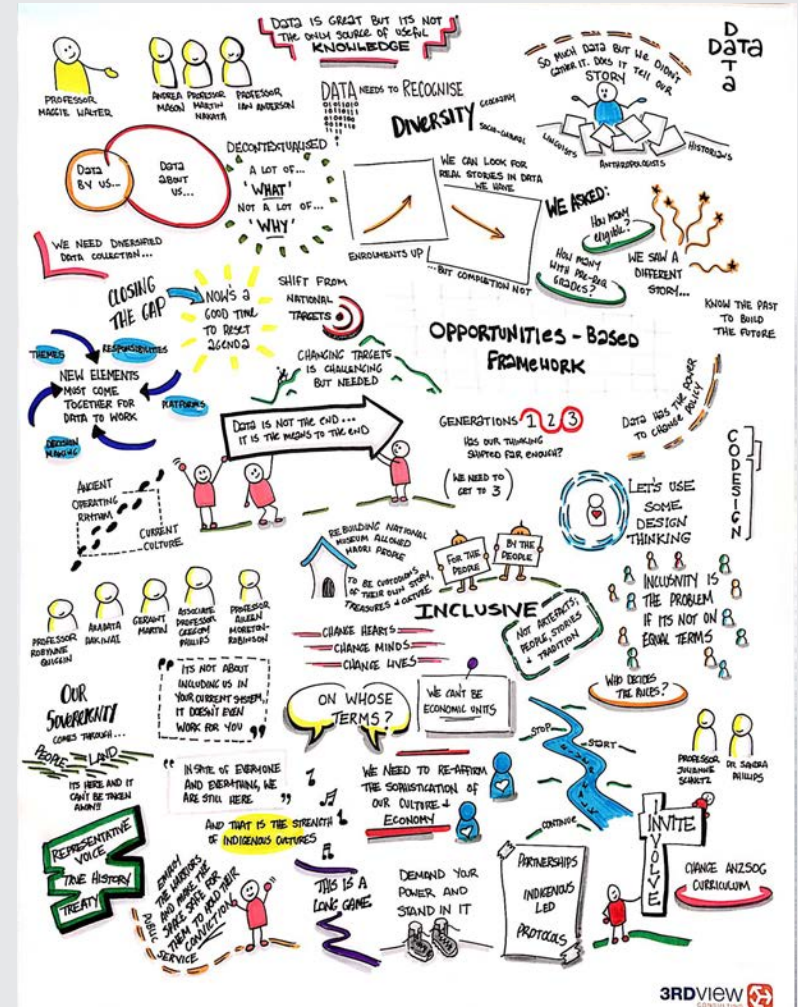 DATA IS GREAT BUT ITS NOT
THE ONLY SOURCE OF USEFUL
KNOWLEDGE
DATA
DATA
PROFESSOR
MAGGIE WALTER
ANDREA
MASON
PROFESSOR
MARTIN
NAKATA
PROFESSOR
IAN ANDERSON
DATA NEEDS TO RECOGNISE
DIVERSITY
GEOGRAPHY
SOCIO-CULTURAL
SO MUCH DATA BUT WE DIDN'T
GATHER IT. DOES IT TELL OUR
STORY
LINGUISTS
ANTHROPOLOGISTS
HISTORIANS
DATA
BY US...
DATA
ABOUT
US...
DECONTEXTUALISED
A LOT OF...
'WHAT'
NOT A LOT OF...
'WHY'
WE CAN LOOK FOR
REAL STORIES IN DATA
WE HAVE
ENROLMENTS UP
...BUT COMPLETION NOT
WE ASKED:
HOW MANY
ELIGIBLE?
HOW MANY
WITH PRE-REQ
GRADES?
WE SAW A
DIFFERENT
STORY...
WE NEED DIVERSIFIED
DATA COLLECTION...
CLOSING
THE GAP
NOW'S A
GOOD TIME
TO RESET
AGENDA
SHIFT FROM
NATIONAL
TARGETS
CHANGING TARGETS
IS CHALLENGING
BUT NEEDED
OPPORTUNITIES-BASED
FRAMEWORK
KNOW THE PAST
TO BUILD
THE FUTURE
THEMES
RESPONSIBILITIES
NEW ELEMENTS
MUST COME
TOGETHER FOR
DATA TO WORK
PLATFORMS
DECISION
MAKING
DATA IS NOT THE END...
IT IS THE MEANS TO THE END
GENERATIONS 1 2 3
HAS OUR THINKING
SHIFTED FAR ENOUGH?
(WE NEED TO
GET TO 3)
DATA HAS THE POWER
TO CHANGE POLICY
CODESIGN
LET'S USE
SOME
DESIGN
THINKING
ANCIENT
OPERATING
RHYTHM
CURRENT
CULTURE
REBUILDING NATIONAL
MUSEUM ALLOWED
MAORI PEOPLE
TO BE CUSTODIANS
OF THEIR OWN STORY,
TREASURES & CULTURE
FOR THE
PEOPLE
BY THE
PEOPLE
INCLUSIVE
NOT ARTEFACTS;
PEOPLE, STORIES
& TRADITION
INCLUSIVITY IS
THE PROBLEM
IF ITS NOT ON
EQUAL TERMS
PROFESSOR
ROBYNNE
QUIGGIN
ARAPATA
HAKIWAI
GERAINT
MARTIN
ASSOCIATE
PROFESSOR
GREGORY
PHILLIPS
PROFESSOR
AILEEN
MORETON-
ROBINSON
CHANGE HEARTS
CHANGE MINDS
CHANGE LIVES
WHO DECIDES
THE RULES?
OUR
SOVEREIGNTY
COMES THROUGH...
PEOPLE
LAND
ITS HERE AND IT
CAN'T BE TAKEN
AWAY!!
"ITS NOT ABOUT
INCLUDING US IN
YOUR CURRENT SYSTEM,
IT DOESN'T EVEN
WORK FOR YOU"
ON WHOSE
TERMS?
WE CAN'T BE
ECONOMIC UNITS
STOP
START
CONTINUE
PROFESSOR
JULIANNE
SCHULTZ
DR SANDRA
PHILLIPS
"IN SPITE OF EVERYONE
AND EVERYTHING, WE
ARE STILL HERE"
AND THAT IS THE STRENGTH
OF INDIGENOUS CULTURES
WE NEED TO RE-AFFIRM
THE SOPHISTICATION OF
OUR CULTURE &
ECONOMY
REPRESENTATIVE
VOICE
TRUE HISTORY
TREATY
EMPLOY
THE WARRIORS
AND MAKE THE
SPACE SAFE FOR
THEM TO HOLD THEIR
CONVICTION
PUBLIC
SERVICE
THIS IS A
LONG GAME
DEMAND YOUR
POWER AND
STAND IN IT
PARTNERSHIPS
INDIGENOUS
LED
PROTOCOLS
INVITE
INVOLVE
CHANGE ANZSOG
CURRICULUM
3RDVIEW
CONSULTING